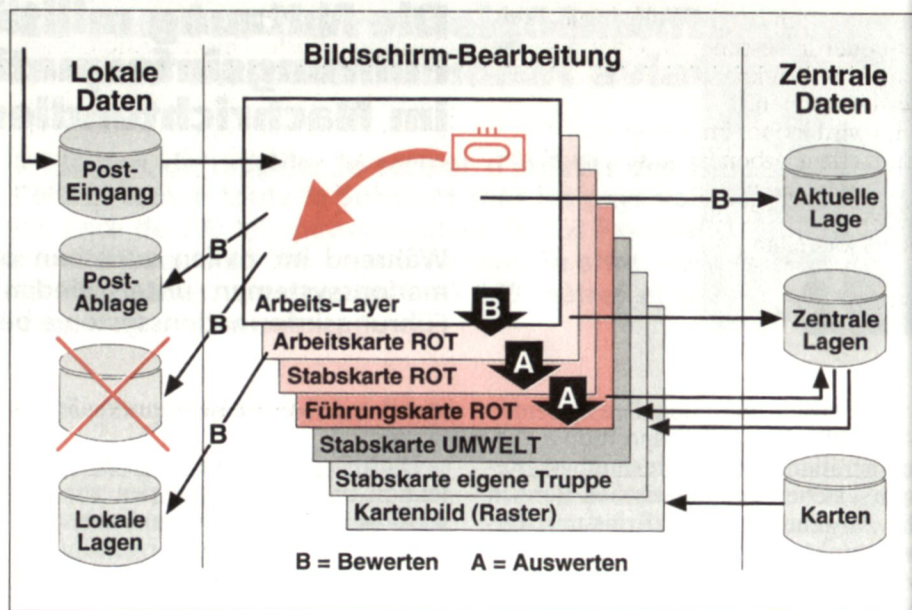 Bildschirm-Bearbeitung
Lokale
Daten
Post-
Eingang
Post-
Ablage
Lokale
Lagen
B
B
B
Arbeits-Layer
B
Arbeitskarte ROT
A
Stabskarte ROT
A
Führungskarte ROT
Stabskarte UMWELT
Stabskarte eigene Truppe
Kartenbild (Raster)
B = Bewerten A = Auswerten
Zentrale
Daten
B
Aktuelle
Lage
Zentrale
Lagen
Karten